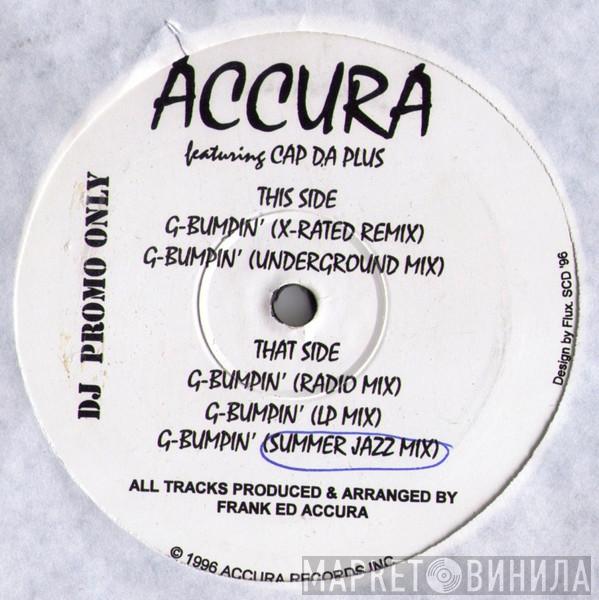 ACCURA
featuring CAP DA PLUS
THIS SIDE
G-BUMPIN' (X-RATED REMIX)
G-BUMPIN' (UNDERGROUND MIX)
DJ PROMO ONLY
Design by Flux. SCD '96
THAT SIDE
G-BUMPIN' (RADIO MIX)
G-BUMPIN' (LP MIX)
G-BUMPIN' (SUMMER JAZZ MIX)
ALL TRACKS PRODUCED & ARRANGED BY
FRANK ED ACCURA
© 1996 ACCURA RECORDS INC.
МАРКЕТ ВИНИЛА